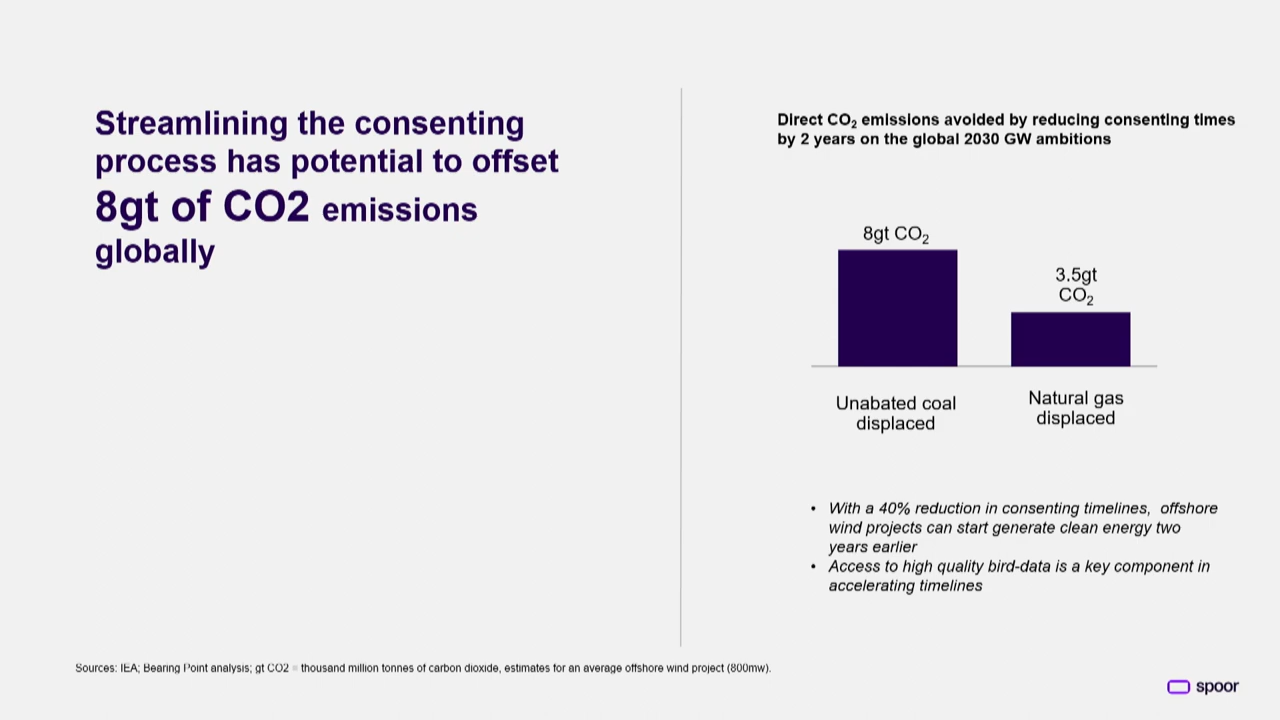 Streamlining the consenting
process has potential to offset
8gt of CO2 emissions
globally
Direct CO₂ emissions avoided by reducing consenting times
by 2 years on the global 2030 GW ambitions
8gt CO₂
3.5gt
CO₂
Unabated coal
displaced
Natural gas
displaced
• With a 40% reduction in consenting timelines, offshore
wind projects can start generate clean energy two
years earlier
• Access to high quality bird-data is a key component in
accelerating timelines
Sources: IEA; Bearing Point analysis; gt CO2 = thousand million tonnes of carbon dioxide, estimates for an average offshore wind project (800mw).
spoor